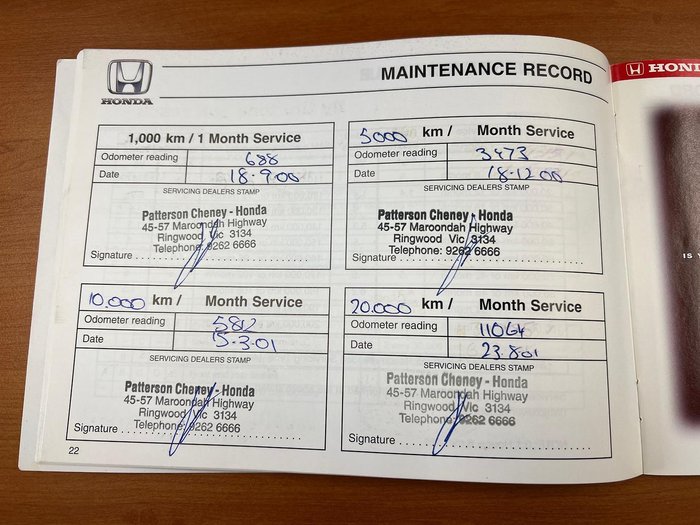 HONDA
MAINTENANCE RECORD
1,000 km / 1 Month Service
Odometer reading 688
Date 18·9·00
SERVICING DEALERS STAMP
Patterson Cheney - Honda
45-57 Maroondah Highway
Ringwood Vic 3134
Telephone: 9262 6666
Signature
5000 km / Month Service
Odometer reading 3473
Date 18·12·00
SERVICING DEALERS STAMP
Patterson Cheney - Honda
45-57 Maroondah Highway
Ringwood Vic 3134
Telephone: 9262 6666
Signature
10.000 km / Month Service
Odometer reading 5812
Date 15·3·01
SERVICING DEALERS STAMP
Patterson Cheney - Honda
45-57 Maroondah Highway
Ringwood Vic 3134
Telephone: 9262 6666
Signature
20.000 km / Month Service
Odometer reading 11064
Date 23.8.01
SERVICING DEALERS STAMP
Patterson Cheney - Honda
45-57 Maroondah Highway
Ringwood Vic 3134
Telephone: 9262 6666
Signature
22
HOND
IS Y